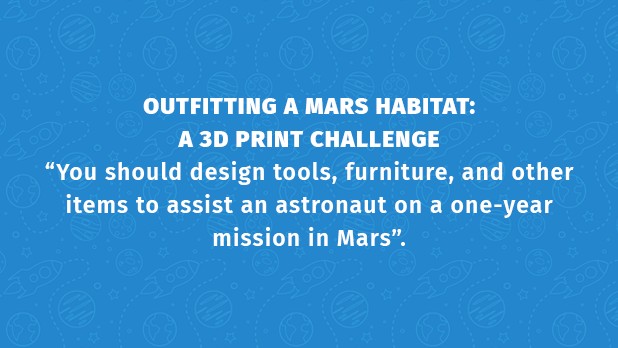 OUTFITTING A MARS HABITAT:
A 3D PRINT CHALLENGE
“You should design tools, furniture, and other
items to assist an astronaut on a one-year
mission in Mars”.